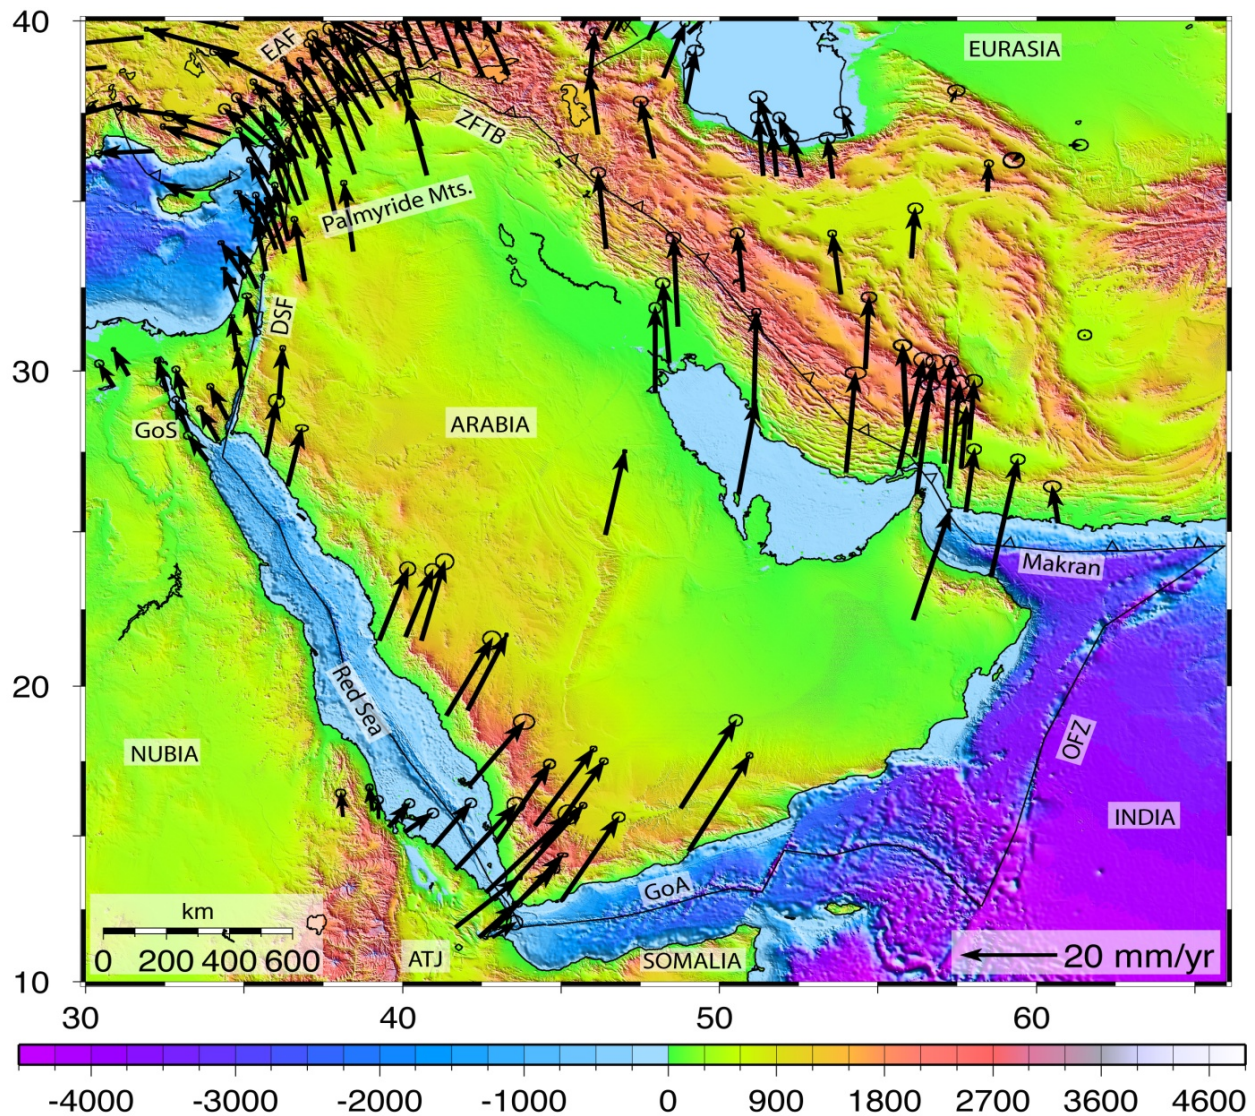 40
EAF
EURASIA
ZFTB
Palmyride Mts.
DSF
30
GoS
ARABIA
Makran
20
Red Sea
OFZ
NUBIA
INDIA
GoA
km
0 200 400 600
ATJ
SOMALIA
20 mm/yr
10
30 40 50 60
-4000 -3000 -2000 -1000 0 900 1800 2700 3600 4600